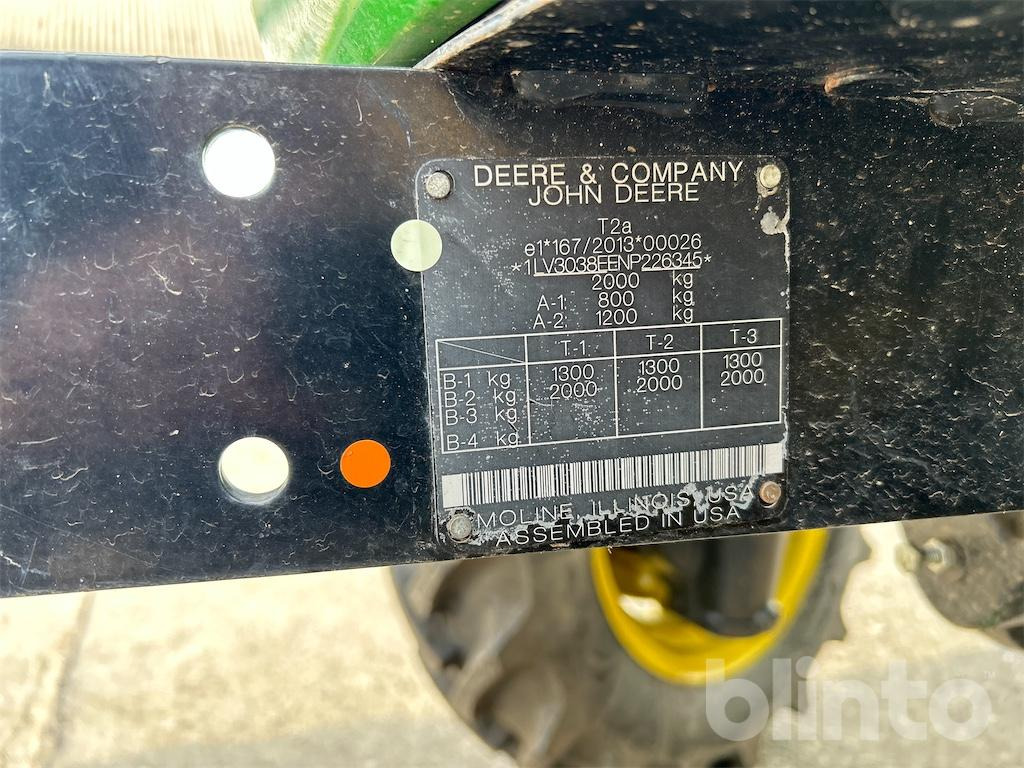 DEERE & COMPANY
JOHN DEERE
T2a
e1*167/2013*00026
*1LV3038EENP226345*
2000 kg
A-1: 800 kg
A-2: 1200 kg
T-1 T-2 T-3
B-1 kg 1300 1300 1300
B-2 kg 2000 2000 2000
B-3 kg
B-4 kg
MOLINE, ILLINOIS, USA
ASSEMBLED IN USA
blinto™